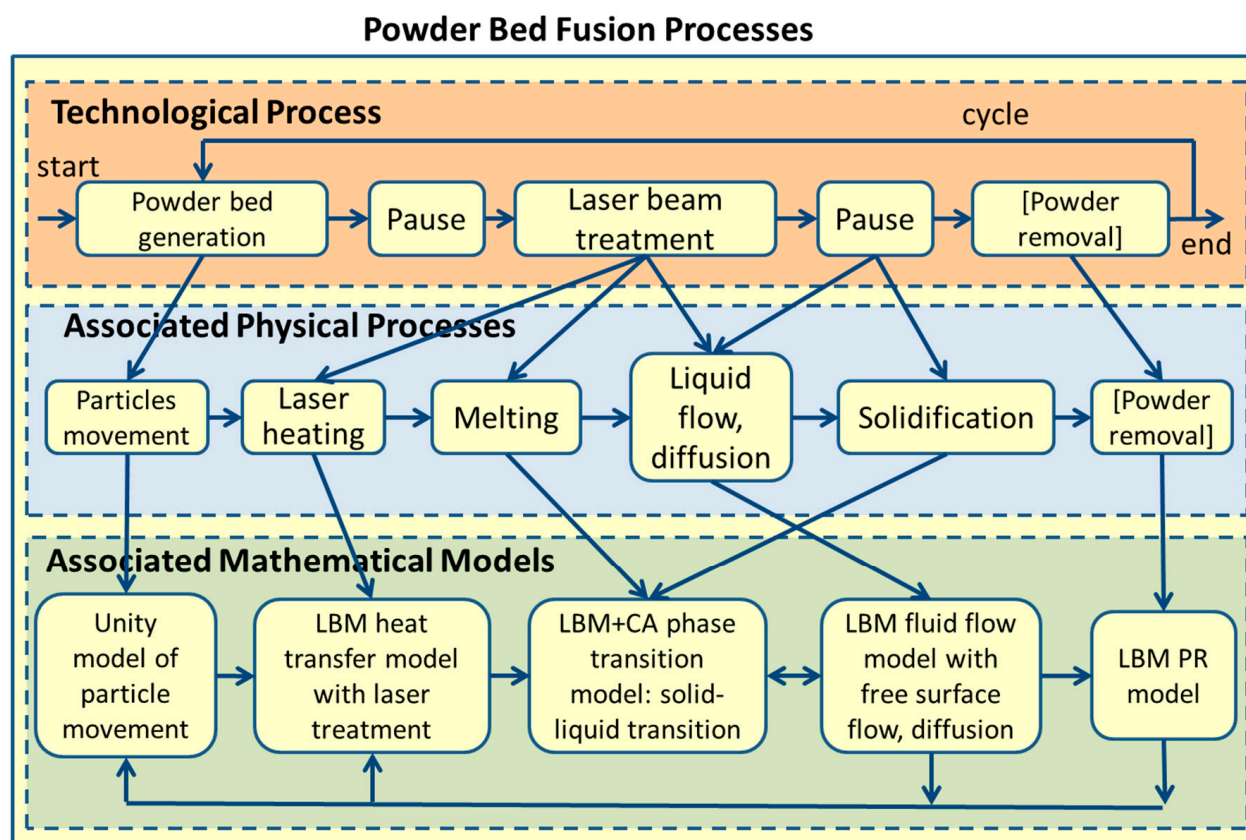 Powder Bed Fusion Processes
Technological Process
cycle
start
Powder bed
generation
Pause
Laser beam
treatment
Pause
[Powder
removal]
end
Associated Physical Processes
Particles
movement
Laser
heating
Melting
Liquid
flow,
diffusion
Solidification
[Powder
removal]
Associated Mathematical Models
Unity
model of
particle
movement
LBM heat
transfer model
with laser
treatment
LBM+CA phase
transition
model: solid-
liquid transition
LBM fluid flow
model with
free surface
flow, diffusion
LBM PR
model